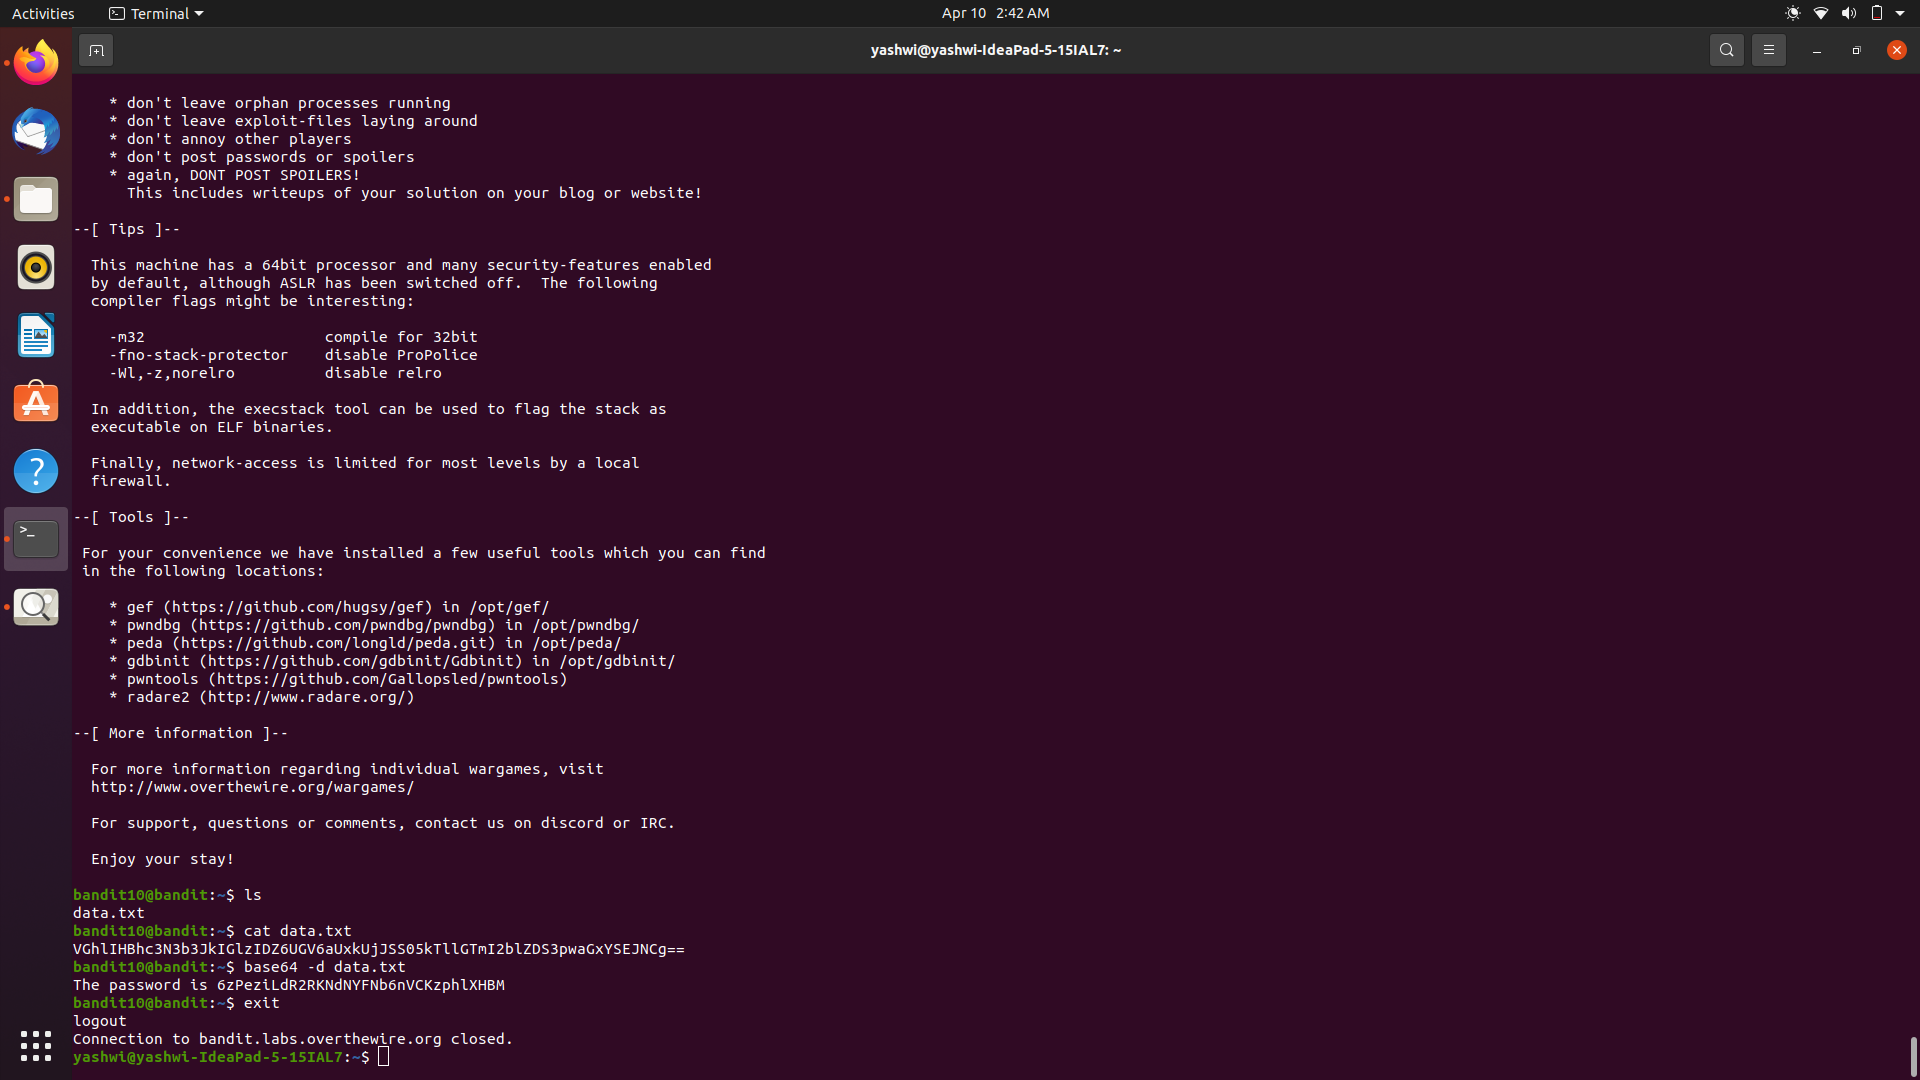 Activities
Terminal
Apr 10 2:42 AM
yashwi@yashwi-IdeaPad-5-15IAL7: ~
* don't leave orphan processes running
* don't leave exploit-files laying around
* don't annoy other players
* don't post passwords or spoilers
* again, DONT POST SPOILERS!
This includes writeups of your solution on your blog or website!
--[ Tips ]--
This machine has a 64bit processor and many security-features enabled
by default, although ASLR has been switched off.  The following
compiler flags might be interesting:
-m32                    compile for 32bit
-fno-stack-protector    disable ProPolice
-Wl,-z,norelro          disable relro
In addition, the execstack tool can be used to flag the stack as
executable on ELF binaries.
Finally, network-access is limited for most levels by a local
firewall.
--[ Tools ]--
For your convenience we have installed a few useful tools which you can find
in the following locations:
* gef (https://github.com/hugsy/gef) in /opt/gef/
* pwndbg (https://github.com/pwndbg/pwndbg) in /opt/pwndbg/
* peda (https://github.com/longld/peda.git) in /opt/peda/
* gdbinit (https://github.com/gdbinit/Gdbinit) in /opt/gdbinit/
* pwntools (https://github.com/Gallopsled/pwntools)
* radare2 (http://www.radare.org/)
--[ More information ]--
For more information regarding individual wargames, visit
http://www.overthewire.org/wargames/
For support, questions or comments, contact us on discord or IRC.
Enjoy your stay!
bandit10@bandit:~$ ls
data.txt
bandit10@bandit:~$ cat data.txt
VGhlIHBhc3N3b3JkIGlzIDZ6UGV6aUxkUjJSS05kTllGTmI2blZDS3pwaGxYSEJNCg==
bandit10@bandit:~$ base64 -d data.txt
The password is 6zPeziLdR2RKNdNYFNb6nVCKzphlXHBM
bandit10@bandit:~$ exit
logout
Connection to bandit.labs.overthewire.org closed.
yashwi@yashwi-IdeaPad-5-15IAL7:~$